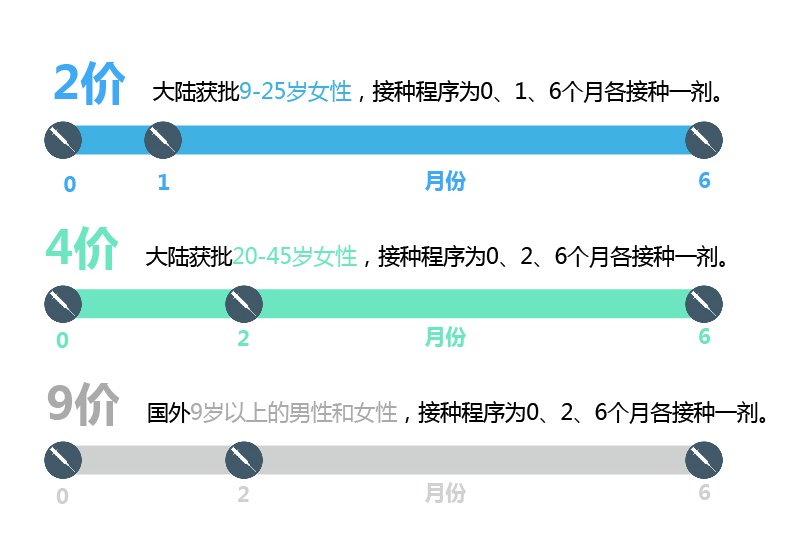 2价 大陆获批9-25岁女性，接种程序为0、1、6个月各接种一剂。
0 1 月份 6
4价 大陆获批20-45岁女性，接种程序为0、2、6个月各接种一剂。
0 2 月份 6
9价 国外9岁以上的男性和女性，接种程序为0、2、6个月各接种一剂。
0 2 月份 6